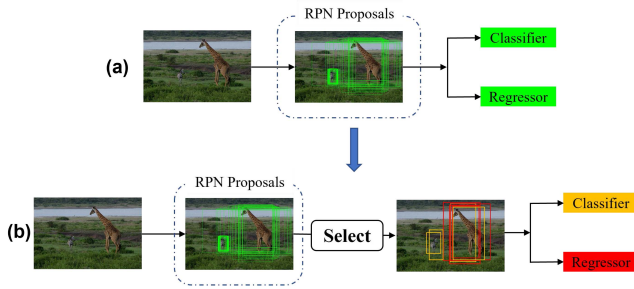 RPN Proposals
(a)
Classifier
Regressor
RPN Proposals
(b)
Select
Classifier
Regressor